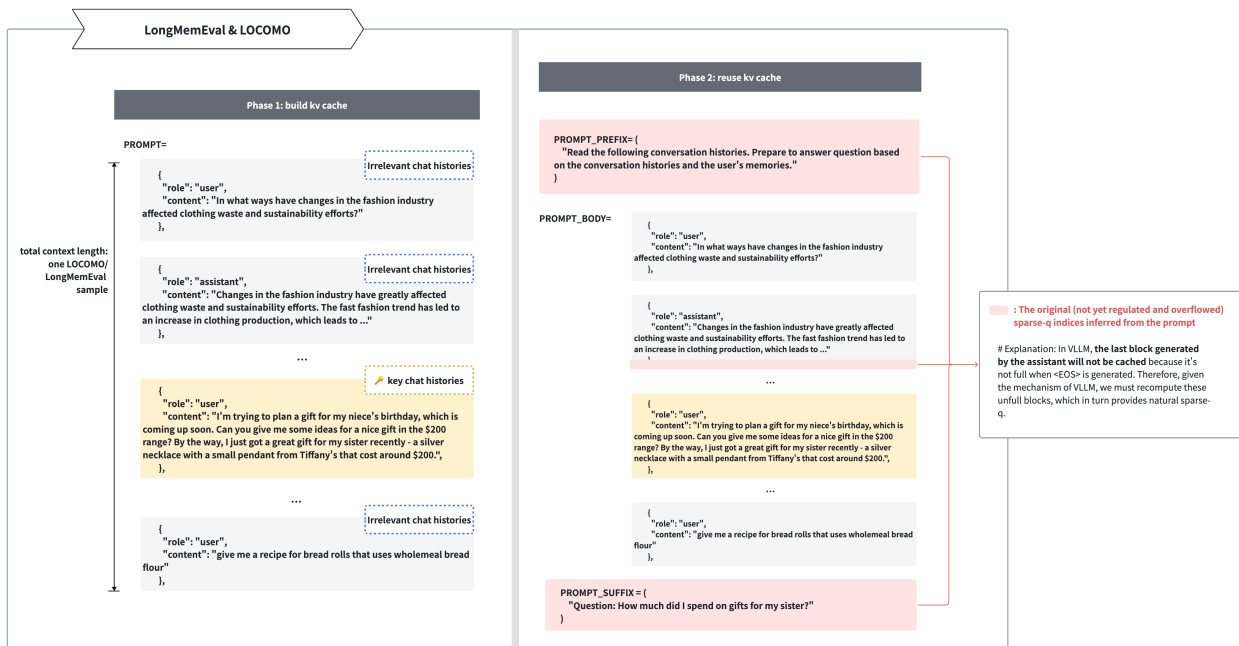 LongMemEval & LOCOMO
Phase 1: build kv cache
PROMPT=
total context length:
one LOCOMO/
LongMemEval
sample
Irrelevant chat histories
{
"role": "user",
"content": "In what ways have changes in the fashion industry
affected clothing waste and sustainability efforts?"
},
Irrelevant chat histories
{
"role": "assistant",
"content": "Changes in the fashion industry have greatly affected
clothing waste and sustainability efforts. The fast fashion trend has led to
an increase in clothing production, which leads to ..."
},
...
🔑 key chat histories
{
"role": "user",
"content": "I'm trying to plan a gift for my niece's birthday, which is
coming up soon. Can you give me some ideas for a nice gift in the $200
range? By the way, I just got a great gift for my sister recently - a silver
necklace with a small pendant from Tiffany's that cost around $200.",
},
...
Irrelevant chat histories
{
"role": "user",
"content": "give me a recipe for bread rolls that uses wholemeal bread
flour"
},
Phase 2: reuse kv cache
PROMPT_PREFIX= (
"Read the following conversation histories. Prepare to answer question based
on the conversation histories and the user's memories."
)
PROMPT_BODY=
{
"role": "user",
"content": "In what ways have changes in the fashion industry
affected clothing waste and sustainability efforts?"
},
{
"role": "assistant",
"content": "Changes in the fashion industry have greatly affected
clothing waste and sustainability efforts. The fast fashion trend has led to
an increase in clothing production, which leads to ..."
...
{
"role": "user",
"content": "I'm trying to plan a gift for my niece's birthday, which is
coming up soon. Can you give me some ideas for a nice gift in the $200
range? By the way, I just got a great gift for my sister recently - a silver
necklace with a small pendant from Tiffany's that cost around $200.",
},
...
{
"role": "user",
"content": "give me a recipe for bread rolls that uses wholemeal bread
flour"
},
PROMPT_SUFFIX = (
"Question: How much did I spend on gifts for my sister?"
)
: The original (not yet regulated and overflowed)
sparse-q indices inferred from the prompt
# Explanation: In VLLM, the last block generated
by the assistant will not be cached because it's
not full when <EOS> is generated. Therefore, given
the mechanism of VLLM, we must recompute these
unfull blocks, which in turn provides natural sparse-
q.